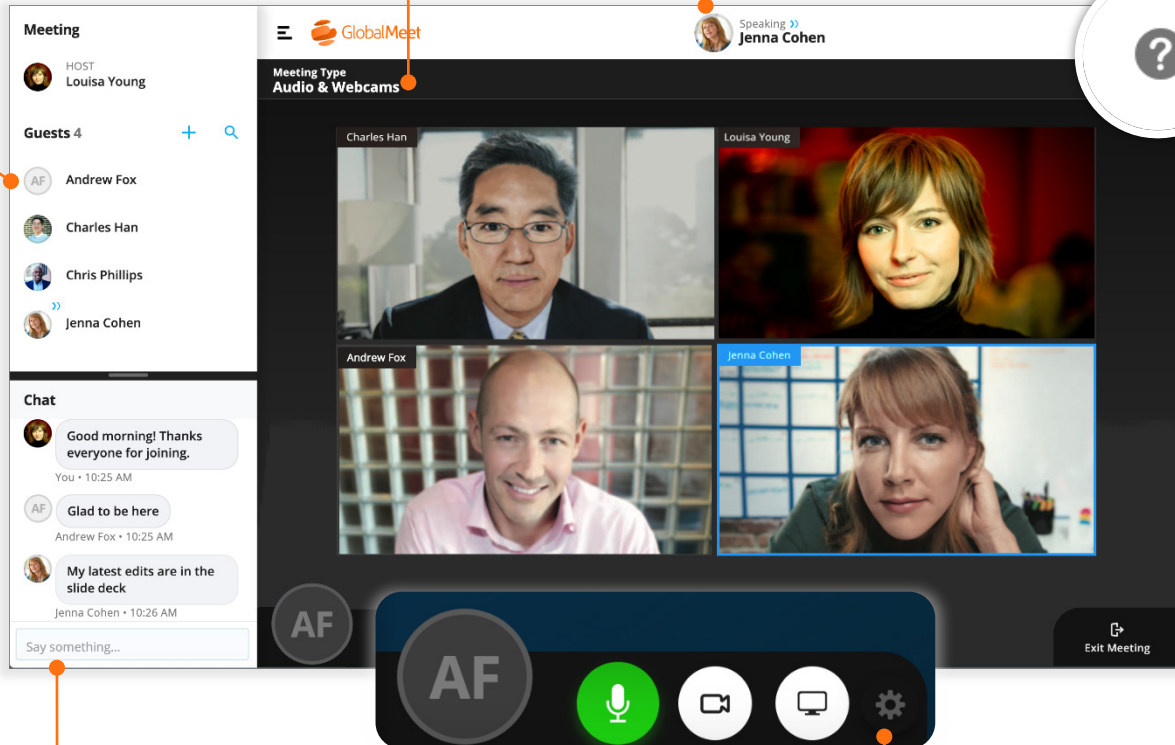 Meeting
HOST
Louisa Young
Guests 4
AF
Andrew Fox
Charles Han
Chris Phillips
Jenna Cohen
Chat
Good morning! Thanks
everyone for joining.
You • 10:25 AM
AF
Glad to be here
Andrew Fox • 10:25 AM
My latest edits are in the
slide deck
Jenna Cohen • 10:26 AM
Say something...
GlobalMeet
Speaking
Jenna Cohen
?
Meeting Type
Audio & Webcams
Charles Han
Louisa Young
Andrew Fox
Jenna Cohen
AF
AF
Exit Meeting